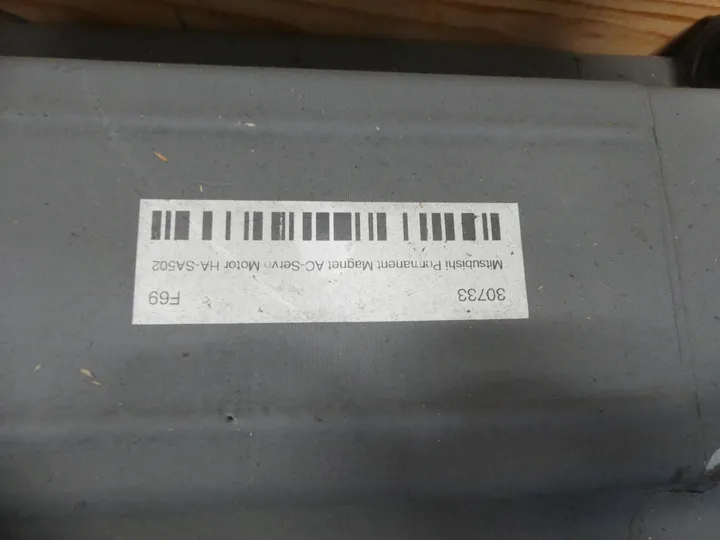 30733 F69
Mitsubishi Permanent Magnet AC-Servo Motor HA-SA502